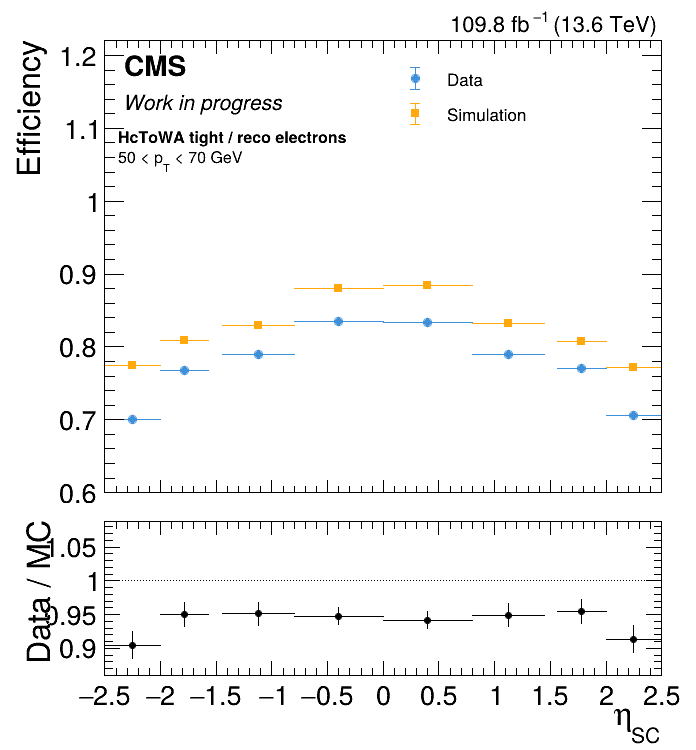 109.8 fb⁻¹ (13.6 TeV)
Efficiency
CMS
Work in progress
HcToWA tight / reco electrons
50 < p_T < 70 GeV
Data
Simulation
1.2
1.1
1
0.9
0.8
0.7
0.6
Data / MC
1.05
1
0.95
0.9
−2.5 −2 −1.5 −1 −0.5 0 0.5 1 1.5 2 2.5
η_SC